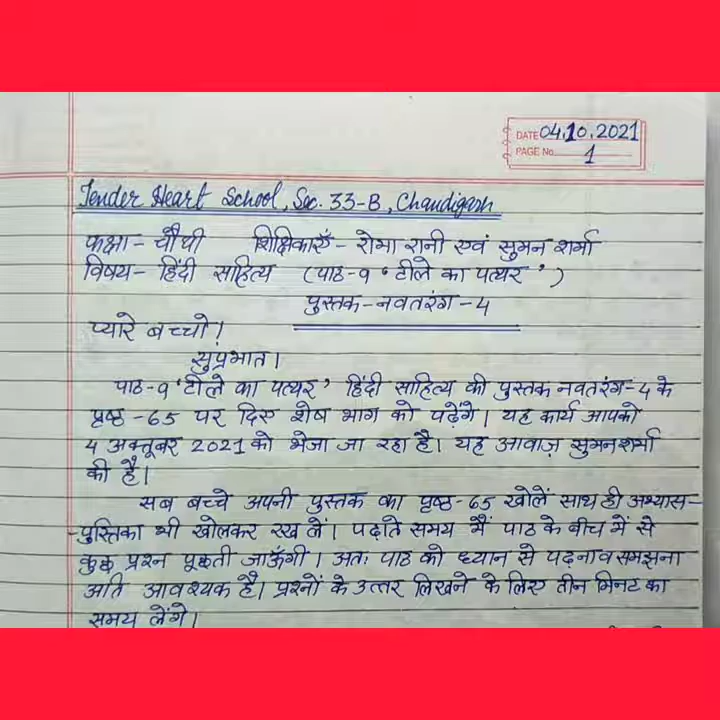 DATE 04.10.2021
PAGE No. 1
Tender Heart School, Sec. 33-B, Chandigarh
कक्षा - चौथी शिक्षिकाएँ - रोमा रानी एवं सुमन शर्मा
विषय - हिंदी साहित्य (पाठ-9 'टीले का पत्थर')
पुस्तक - नवतरंग - 4
प्यारे बच्चो!
सुप्रभात।
पाठ-9 'टीले का पत्थर' हिंदी साहित्य की पुस्तक नवतरंग-4 के
पृष्ठ - 65 पर दिए शेष भाग को पढ़ेंगे। यह कार्य आपको
4 अक्तूबर 2021 को भेजा जा रहा है। यह आवाज़ सुमन शर्मा
की है।
सब बच्चे अपनी पुस्तक का पृष्ठ-65 खोलें साथ ही अभ्यास-
-पुस्तिका भी खोलकर रख लें। पढ़ाते समय मैं पाठ के बीच में से
कुछ प्रश्न पूछती जाऊँगी। अतः पाठ को ध्यान से पढ़ना व समझना
अति आवश्यक है। प्रश्नों के उत्तर लिखने के लिए तीन मिनट का
समय लेंगे।